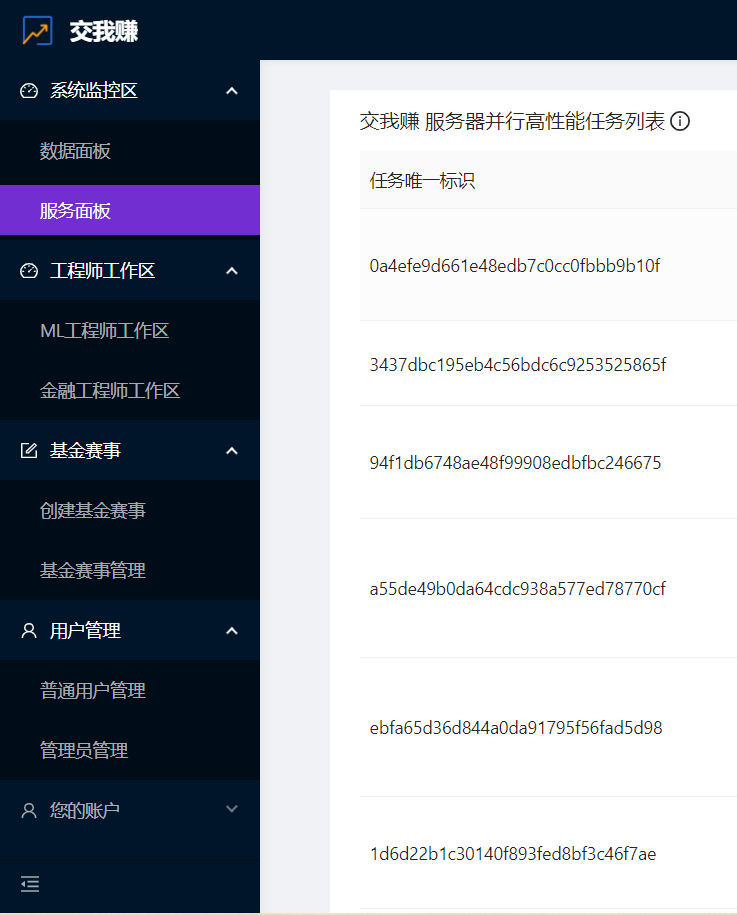 交我赚
系统监控区
数据面板
服务面板
工程师工作区
ML工程师工作区
金融工程师工作区
基金赛事
创建基金赛事
基金赛事管理
用户管理
普通用户管理
管理员管理
您的账户
交我赚 服务器并行高性能任务列表
任务唯一标识
0a4efe9d661e48edb7c0cc0fbbb9b10f
3437dbc195eb4c56bdc6c9253525865f
94f1db6748ae48f99908edbfbc246675
a55de49b0da64cdc938a577ed78770cf
ebfa65d36d844a0da91795f56fad5d98
1d6d22b1c30140f893fed8bf3c46f7ae